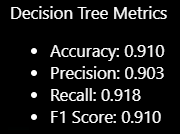 Decision Tree Metrics
• Accuracy: 0.910
• Precision: 0.903
• Recall: 0.918
• F1 Score: 0.910